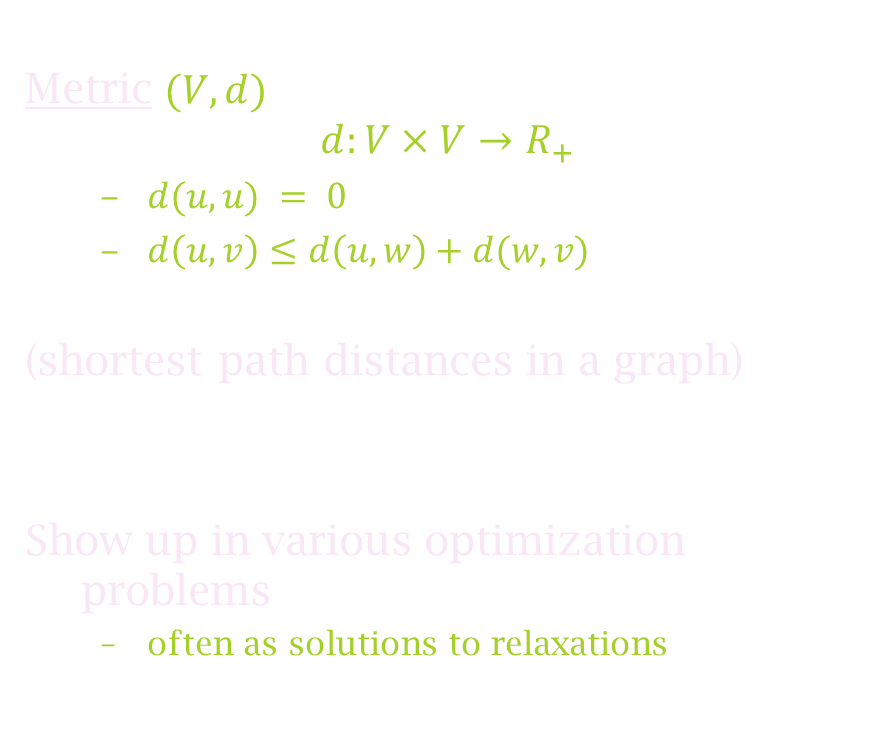 Metric (V, d)
d: V × V → R₊
– d(u, u) = 0
– d(u, v) ≤ d(u, w) + d(w, v)
(shortest path distances in a graph)
Show up in various optimization
problems
– often as solutions to relaxations